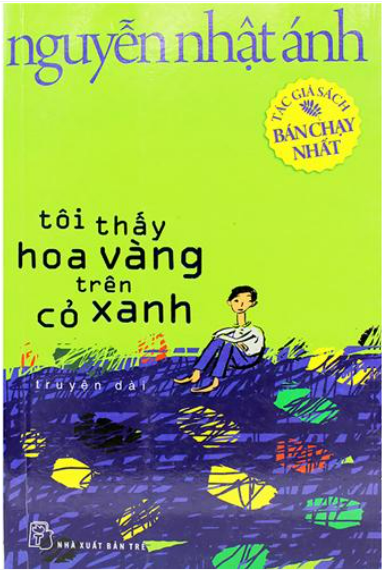 nguyễn nhật ánh
TÁC GIẢ SÁCH
BÁN CHẠY
NHẤT
tôi thấy
hoa vàng
trên
cỏ xanh
truyện dài
NHÀ XUẤT BẢN TRẺ